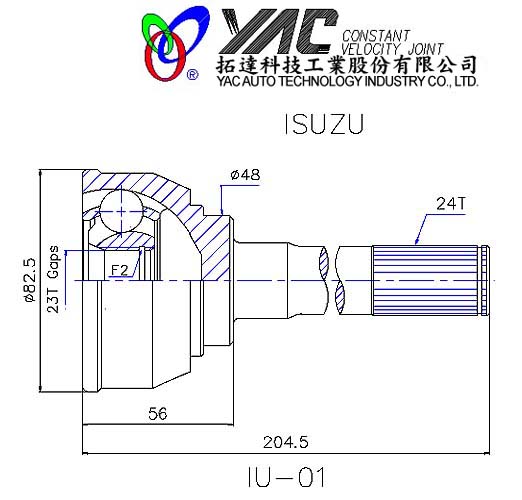 YAC CONSTANT
VELOCITY JOINT
®
拓達科技工業股份有限公司
YAC AUTO TECHNOLOGY INDUSTRY CO., LTD.
ISUZU
ø48
24T
ø82.5
23T Gaps
F2
56
204.5
IU-01